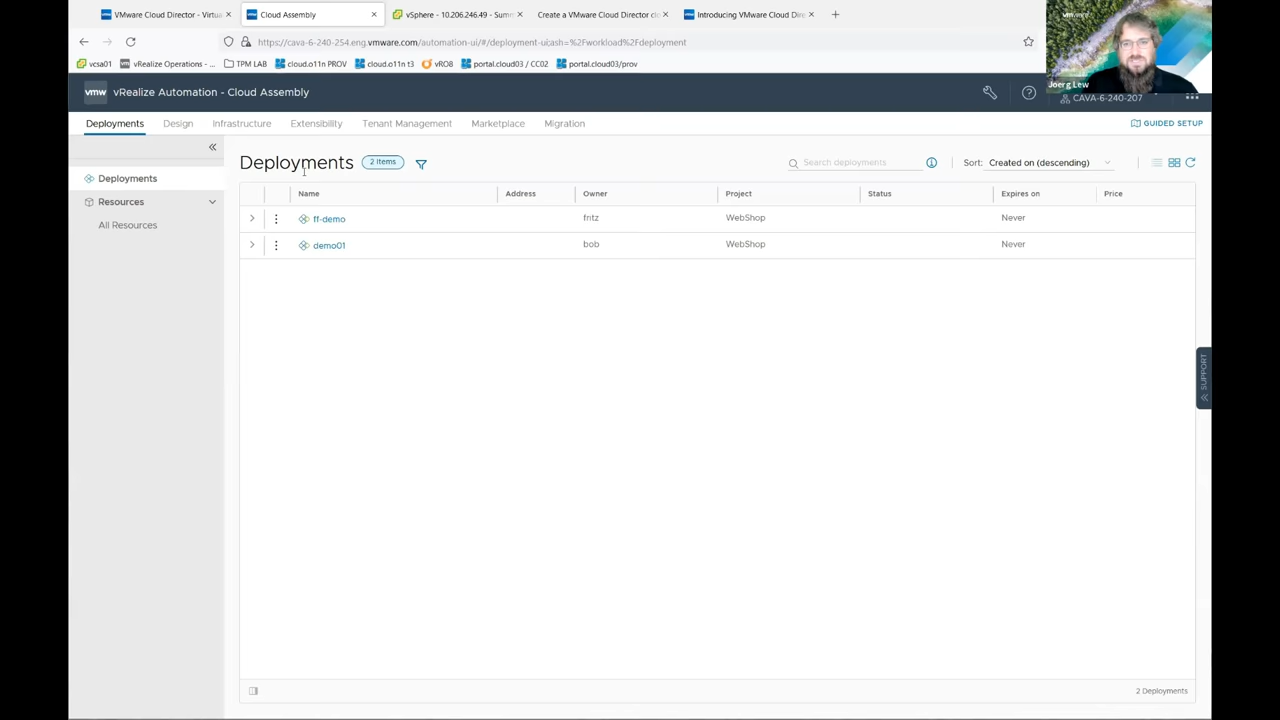 VMware Cloud Director - Virtua
Cloud Assembly
vSphere - 10.206.246.49 - Summ
Create a VMware Cloud Director clo
Introducing VMware Cloud Dire
https://cava-6-240-254.eng.vmware.com/automation-ui/#/deployment-ui;ash=%2Fworkload%2Fdeployment
vcsa01
vRealize Operations - ...
TPM LAB
cloud.o11n PROV
cloud.o11n t3
vRO8
portal.cloud03 / CC02
portal.cloud03/prov
Joerg Lew
vmw
vRealize Automation - Cloud Assembly
CAVA-6-240-207
Deployments
Design
Infrastructure
Extensibility
Tenant Management
Marketplace
Migration
GUIDED SETUP
Deployments
Resources
All Resources
Deployments
2 items
Search deployments
Sort: Created on (descending)
Name Address Owner Project Status Expires on Price
ff-demo fritz WebShop Never
demo01 bob WebShop Never
SUPPORT
2 Deployments